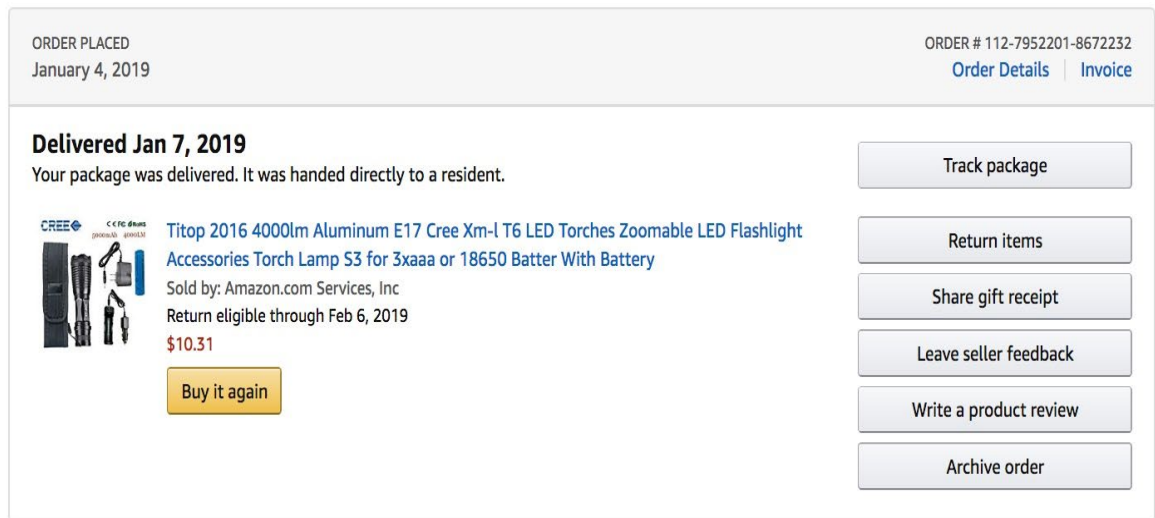 ORDER PLACED
January 4, 2019
ORDER # 112-7952201-8672232
Order Details
Invoice
Delivered Jan 7, 2019
Your package was delivered. It was handed directly to a resident.
Track package
CREE
4000LM
Titop 2016 4000lm Aluminum E17 Cree Xm-l T6 LED Torches Zoomable LED Flashlight
Accessories Torch Lamp S3 for 3xaaa or 18650 Batter With Battery
Sold by: Amazon.com Services, Inc
Return eligible through Feb 6, 2019
$10.31
Buy it again
Return items
Share gift receipt
Leave seller feedback
Write a product review
Archive order